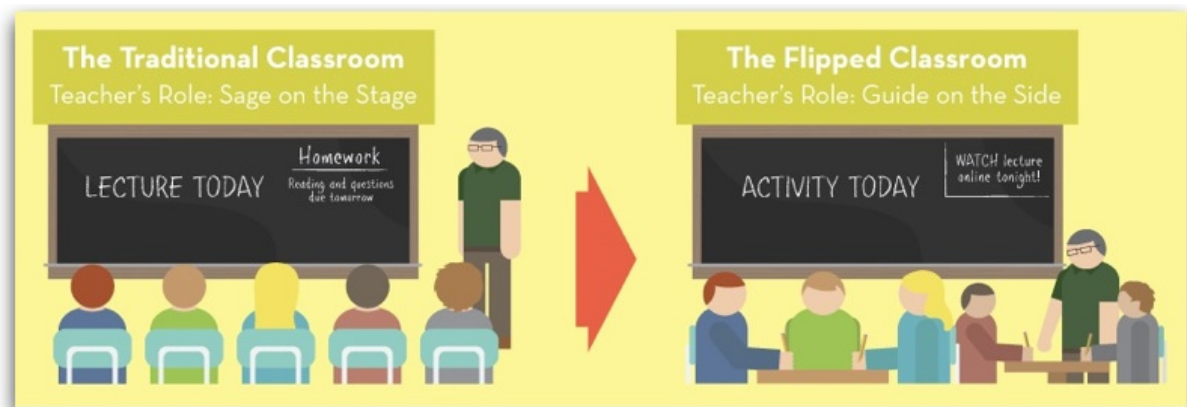 The Traditional Classroom
Teacher's Role: Sage on the Stage
LECTURE TODAY
Homework
Reading and questions
due tomorrow
The Flipped Classroom
Teacher's Role: Guide on the Side
ACTIVITY TODAY
WATCH lecture
online tonight!